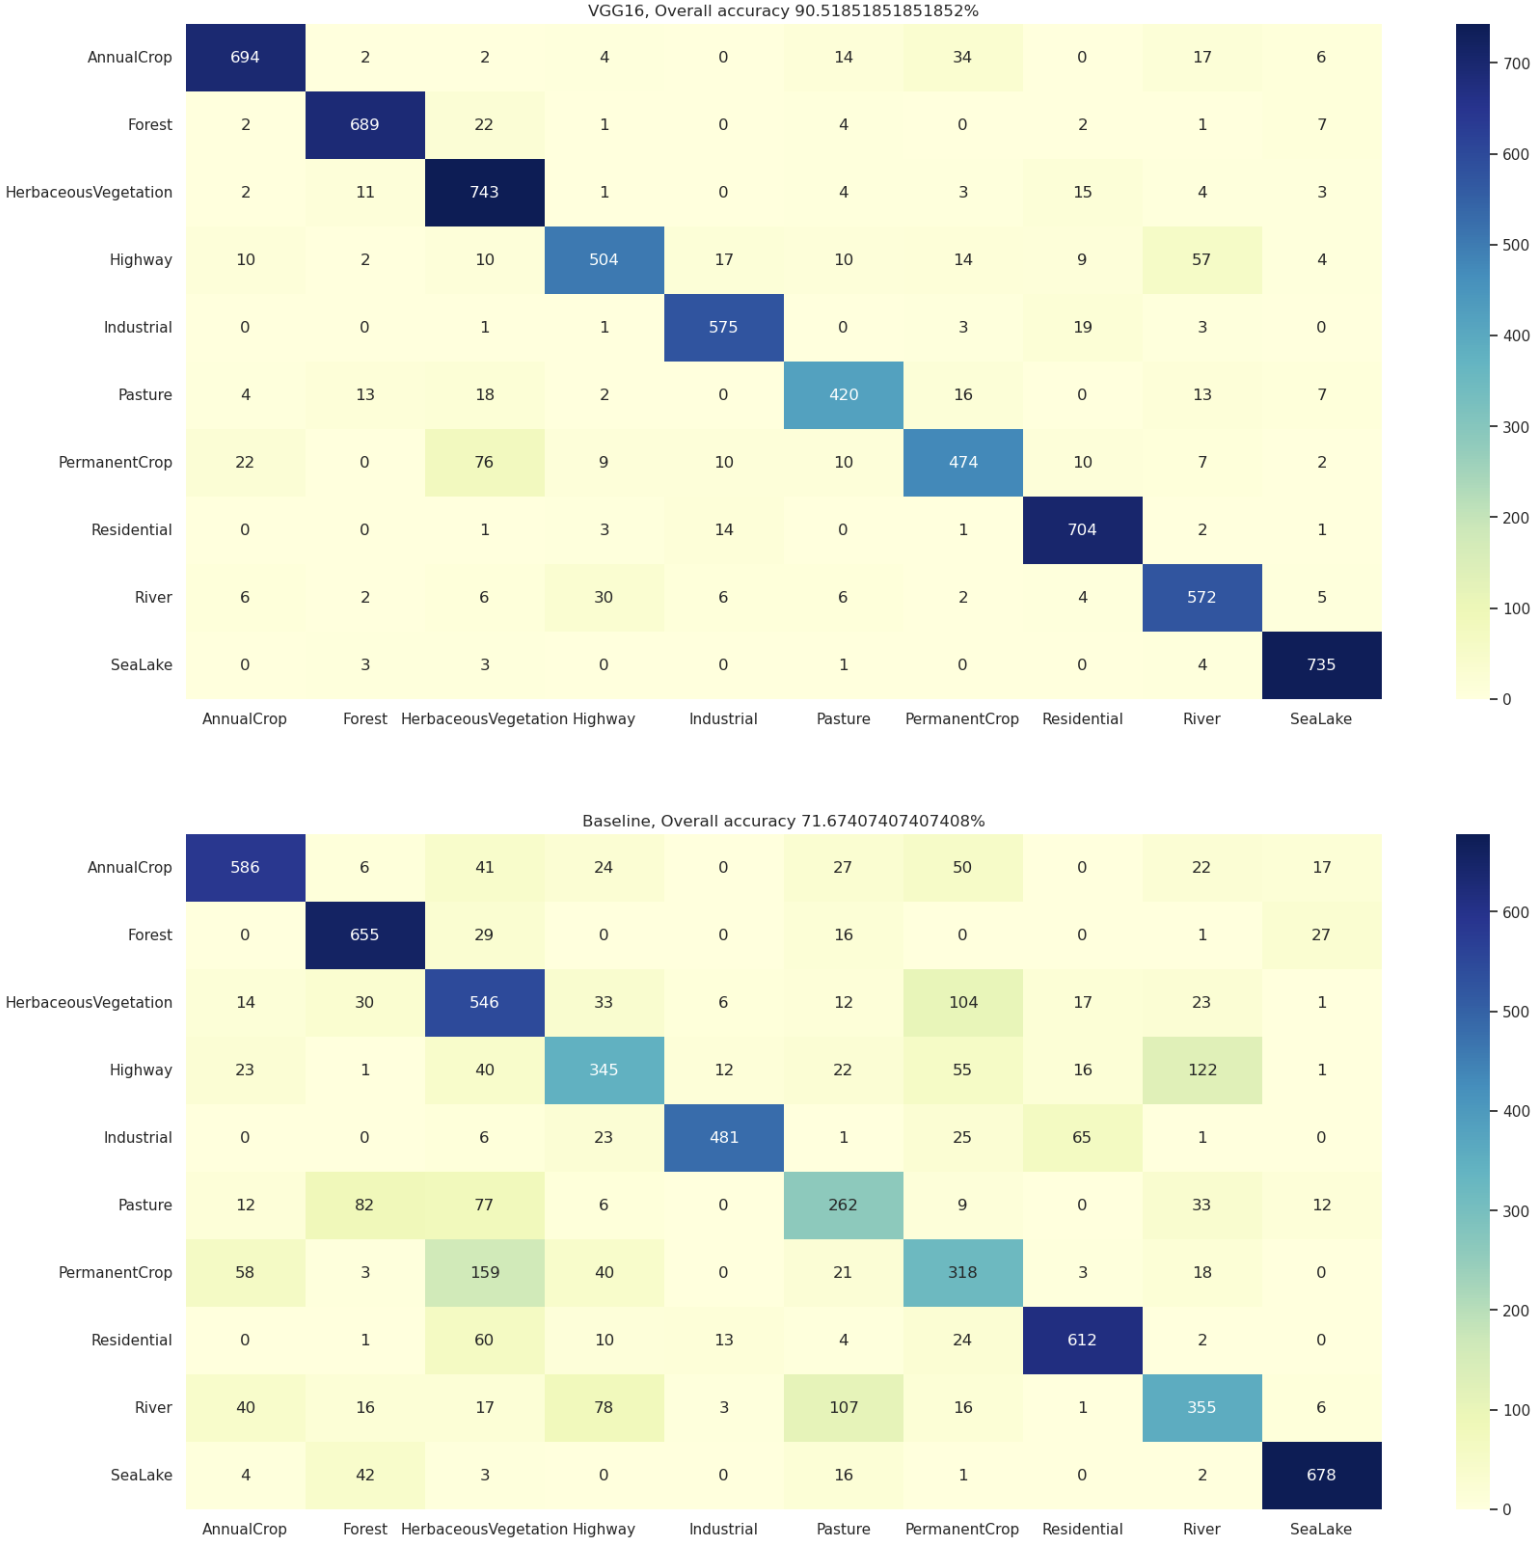 VGG16, Overall accuracy 90.51851851851852%
AnnualCrop 694 2 2 4 0 14 34 0 17 6
700
Forest 2 689 22 1 0 4 0 2 1 7
600
HerbaceousVegetation 2 11 743 1 0 4 3 15 4 3
500
Highway 10 2 10 504 17 10 14 9 57 4
400
Industrial 0 0 1 1 575 0 3 19 3 0
Pasture 4 13 18 2 0 420 16 0 13 7
300
PermanentCrop 22 0 76 9 10 10 474 10 7 2
200
Residential 0 0 1 3 14 0 1 704 2 1
100
River 6 2 6 30 6 6 2 4 572 5
SeaLake 0 3 3 0 0 1 0 0 4 735
0
AnnualCrop Forest HerbaceousVegetation Highway Industrial Pasture PermanentCrop Residential River SeaLake
Baseline, Overall accuracy 71.67407407407408%
AnnualCrop 586 6 41 24 0 27 50 0 22 17
600
Forest 0 655 29 0 0 16 0 0 1 27
HerbaceousVegetation 14 30 546 33 6 12 104 17 23 1
500
Highway 23 1 40 345 12 22 55 16 122 1
400
Industrial 0 0 6 23 481 1 25 65 1 0
Pasture 12 82 77 6 0 262 9 0 33 12
300
PermanentCrop 58 3 159 40 0 21 318 3 18 0
200
Residential 0 1 60 10 13 4 24 612 2 0
River 40 16 17 78 3 107 16 1 355 6
100
SeaLake 4 42 3 0 0 16 1 0 2 678
0
AnnualCrop Forest HerbaceousVegetation Highway Industrial Pasture PermanentCrop Residential River SeaLake